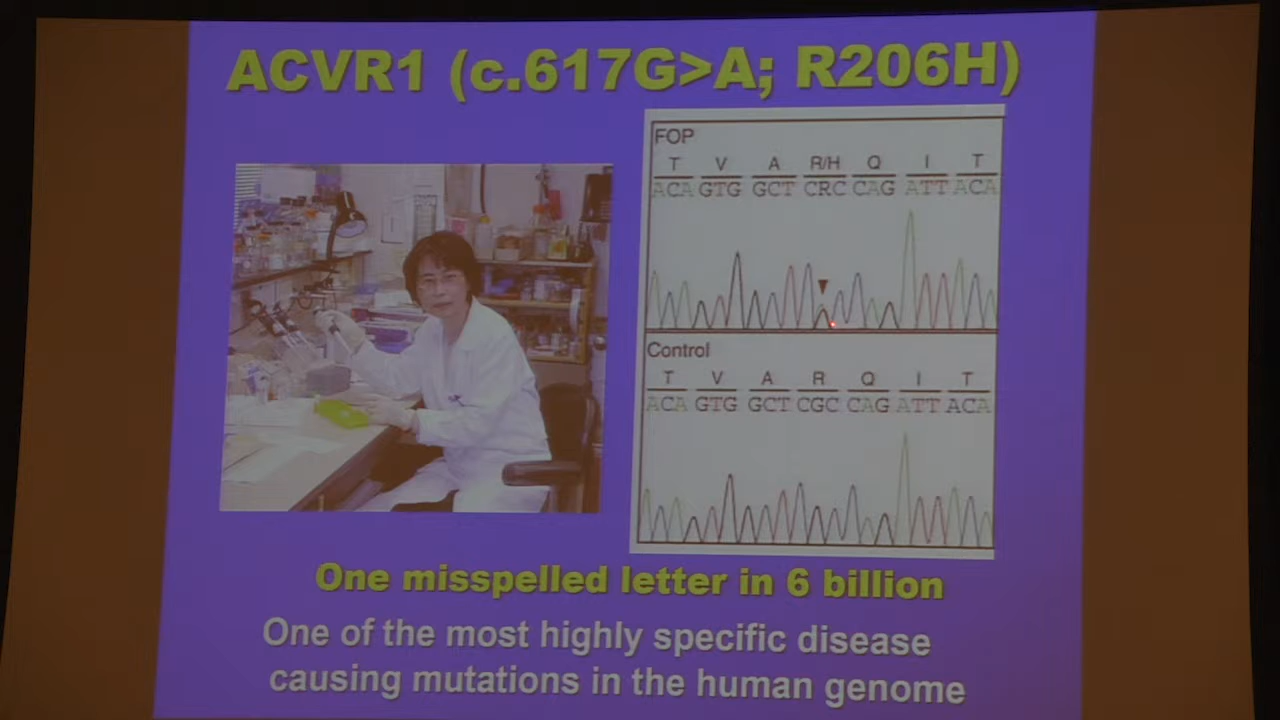 ACVR1 (c.617G>A; R206H)
FOP
T V A R/H Q I T
ACA GTG GCT CRC CAG ATT ACA
Control
T V A R Q I T
ACA GTG GCT CGC CAG ATT ACA
One misspelled letter in 6 billion
One of the most highly specific disease
causing mutations in the human genome